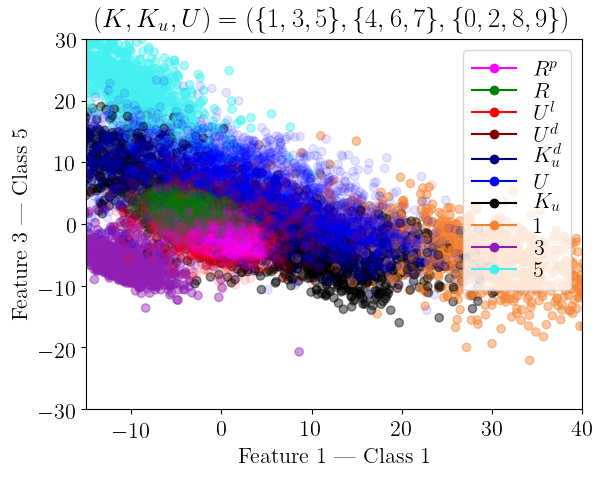 (K, K_u, U) = ({1, 3, 5}, {4, 6, 7}, {0, 2, 8, 9})
30
20
10
0
−10
−20
−30
Feature 3 — Class 5
R^p
R
U^l
U^d
K_u^d
U
K_u
1
3
5
−10
0
10
20
30
40
Feature 1 — Class 1